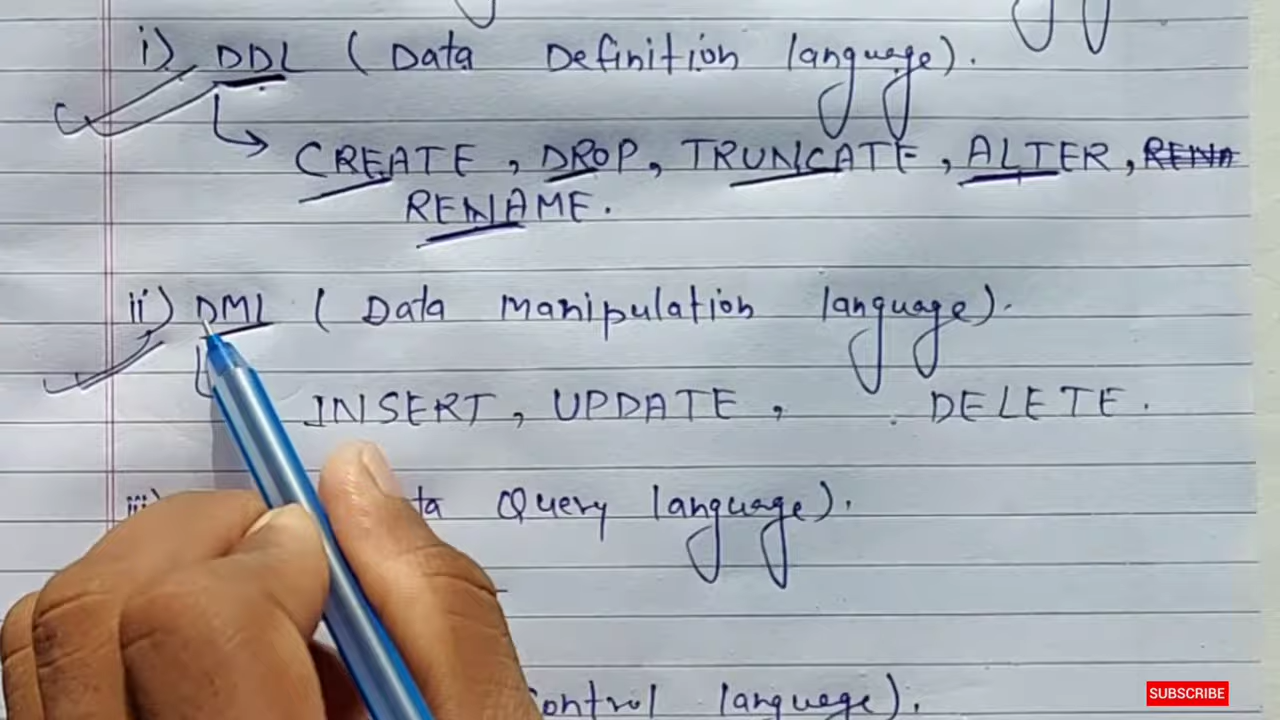 i) DDL ( Data Definition language).
CREATE, DROP, TRUNCATE, ALTER,
RENAME.
ii) DML ( Data Manipulation language).
INSERT, UPDATE, DELETE.
iii) Query language).
language).
SUBSCRIBE